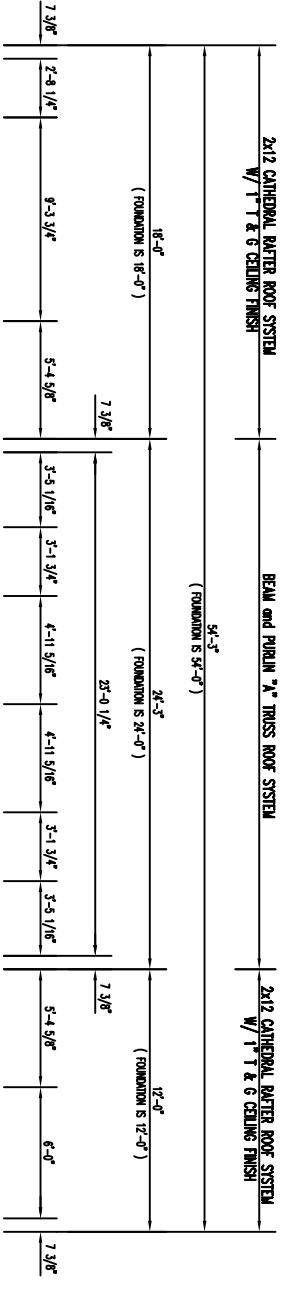 2x12 CATHEDRAL RAFTER ROOF SYSTEM
W/ 1" T & G CEILING FINISH
BEAM and PURLIN "A" TRUSS ROOF SYSTEM
2x12 CATHEDRAL RAFTER ROOF SYSTEM
W/ 1" T & G CEILING FINISH
54'-3"
( FOUNDATION IS 54'-0" )
18'-0"
( FOUNDATION IS 18'-0" )
24'-3"
( FOUNDATION IS 24'-0" )
12'-0"
( FOUNDATION IS 12'-0" )
7 3/8"
23'-0 1/4"
7 3/8"
7 3/8"
2'-8 1/4"
9'-3 3/4"
5'-4 5/8"
3'-5 1/16"
3'-1 3/4"
4'-11 5/16"
4'-11 5/16"
3'-1 3/4"
3'-5 1/16"
5'-4 5/8"
6'-0"
7 3/8"